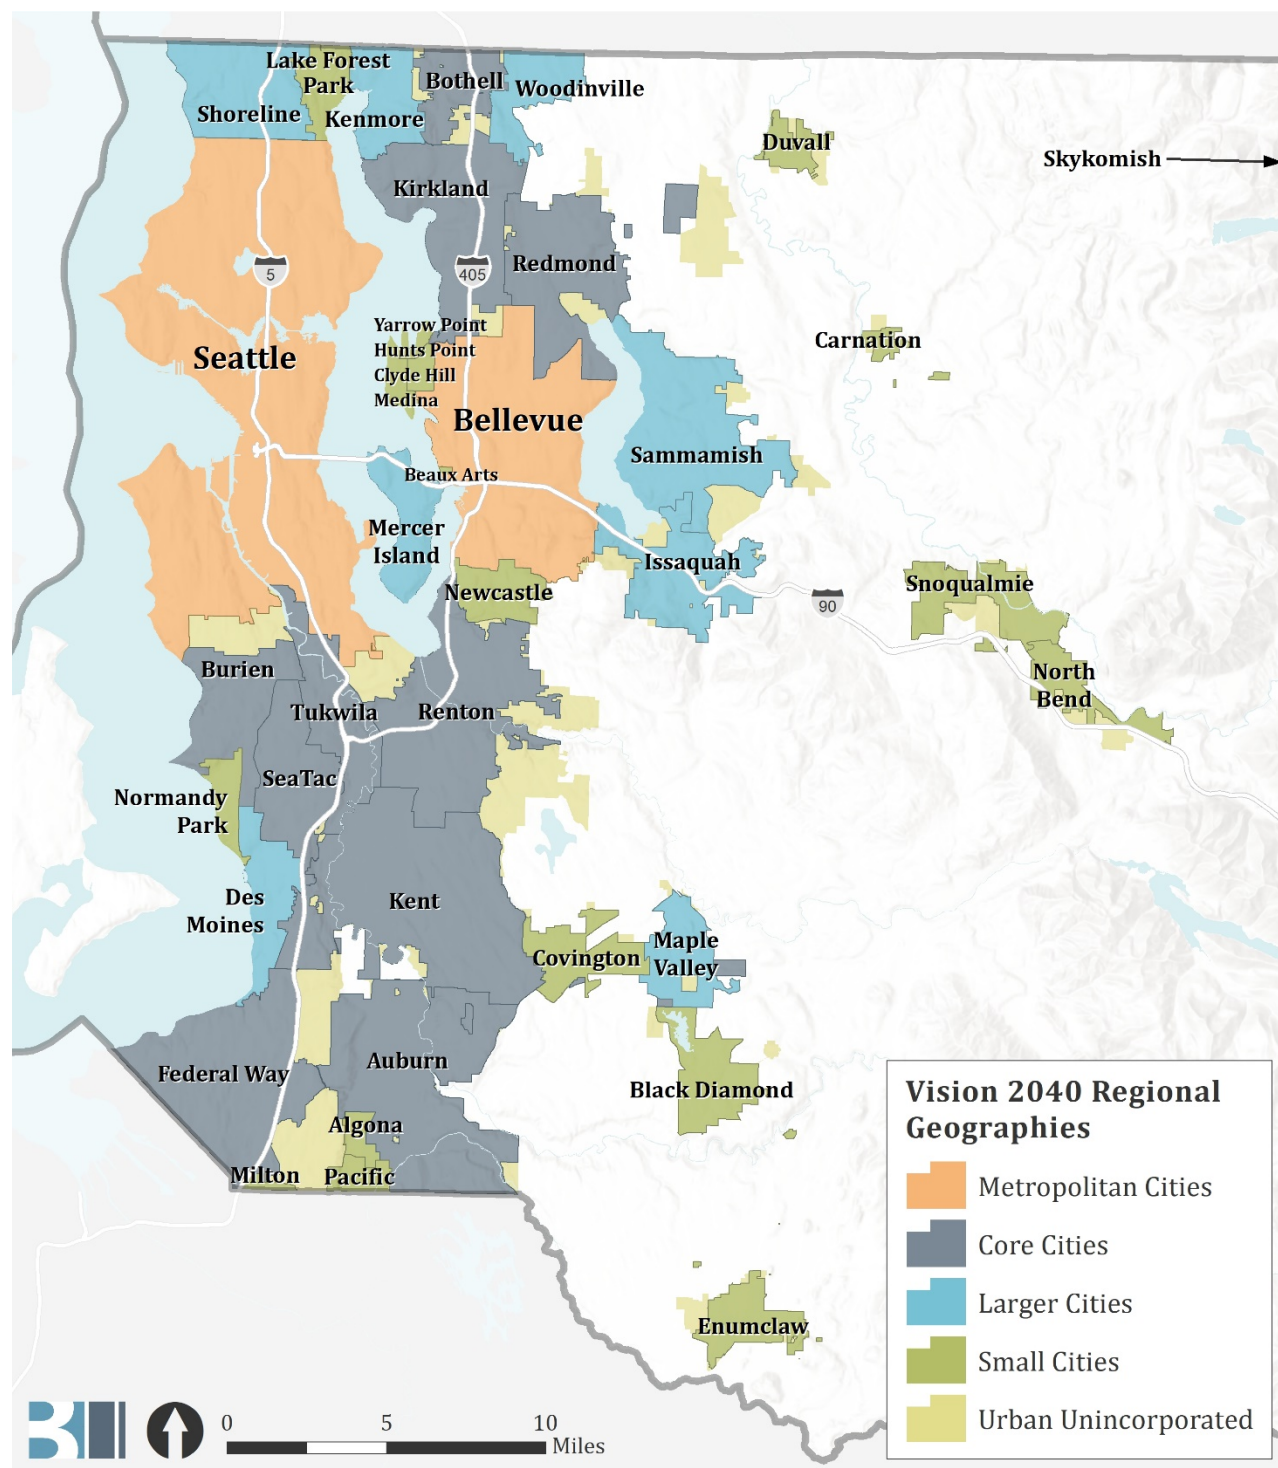 Lake Forest
Park
Bothell
Woodinville
Shoreline
Kenmore
Duvall
Skykomish
Kirkland
Redmond
5
405
Yarrow Point
Hunts Point
Clyde Hill
Medina
Carnation
Seattle
Bellevue
Sammamish
Beaux Arts
Mercer
Island
Issaquah
Newcastle
Snoqualmie
90
Burien
North
Bend
Tukwila
Renton
SeaTac
Normandy
Park
Des
Moines
Kent
Maple
Valley
Covington
Federal Way
Auburn
Black Diamond
Algona
Milton
Pacific
Enumclaw
Vision 2040 Regional
Geographies
Metropolitan Cities
Core Cities
Larger Cities
Small Cities
Urban Unincorporated
0 5 10
Miles